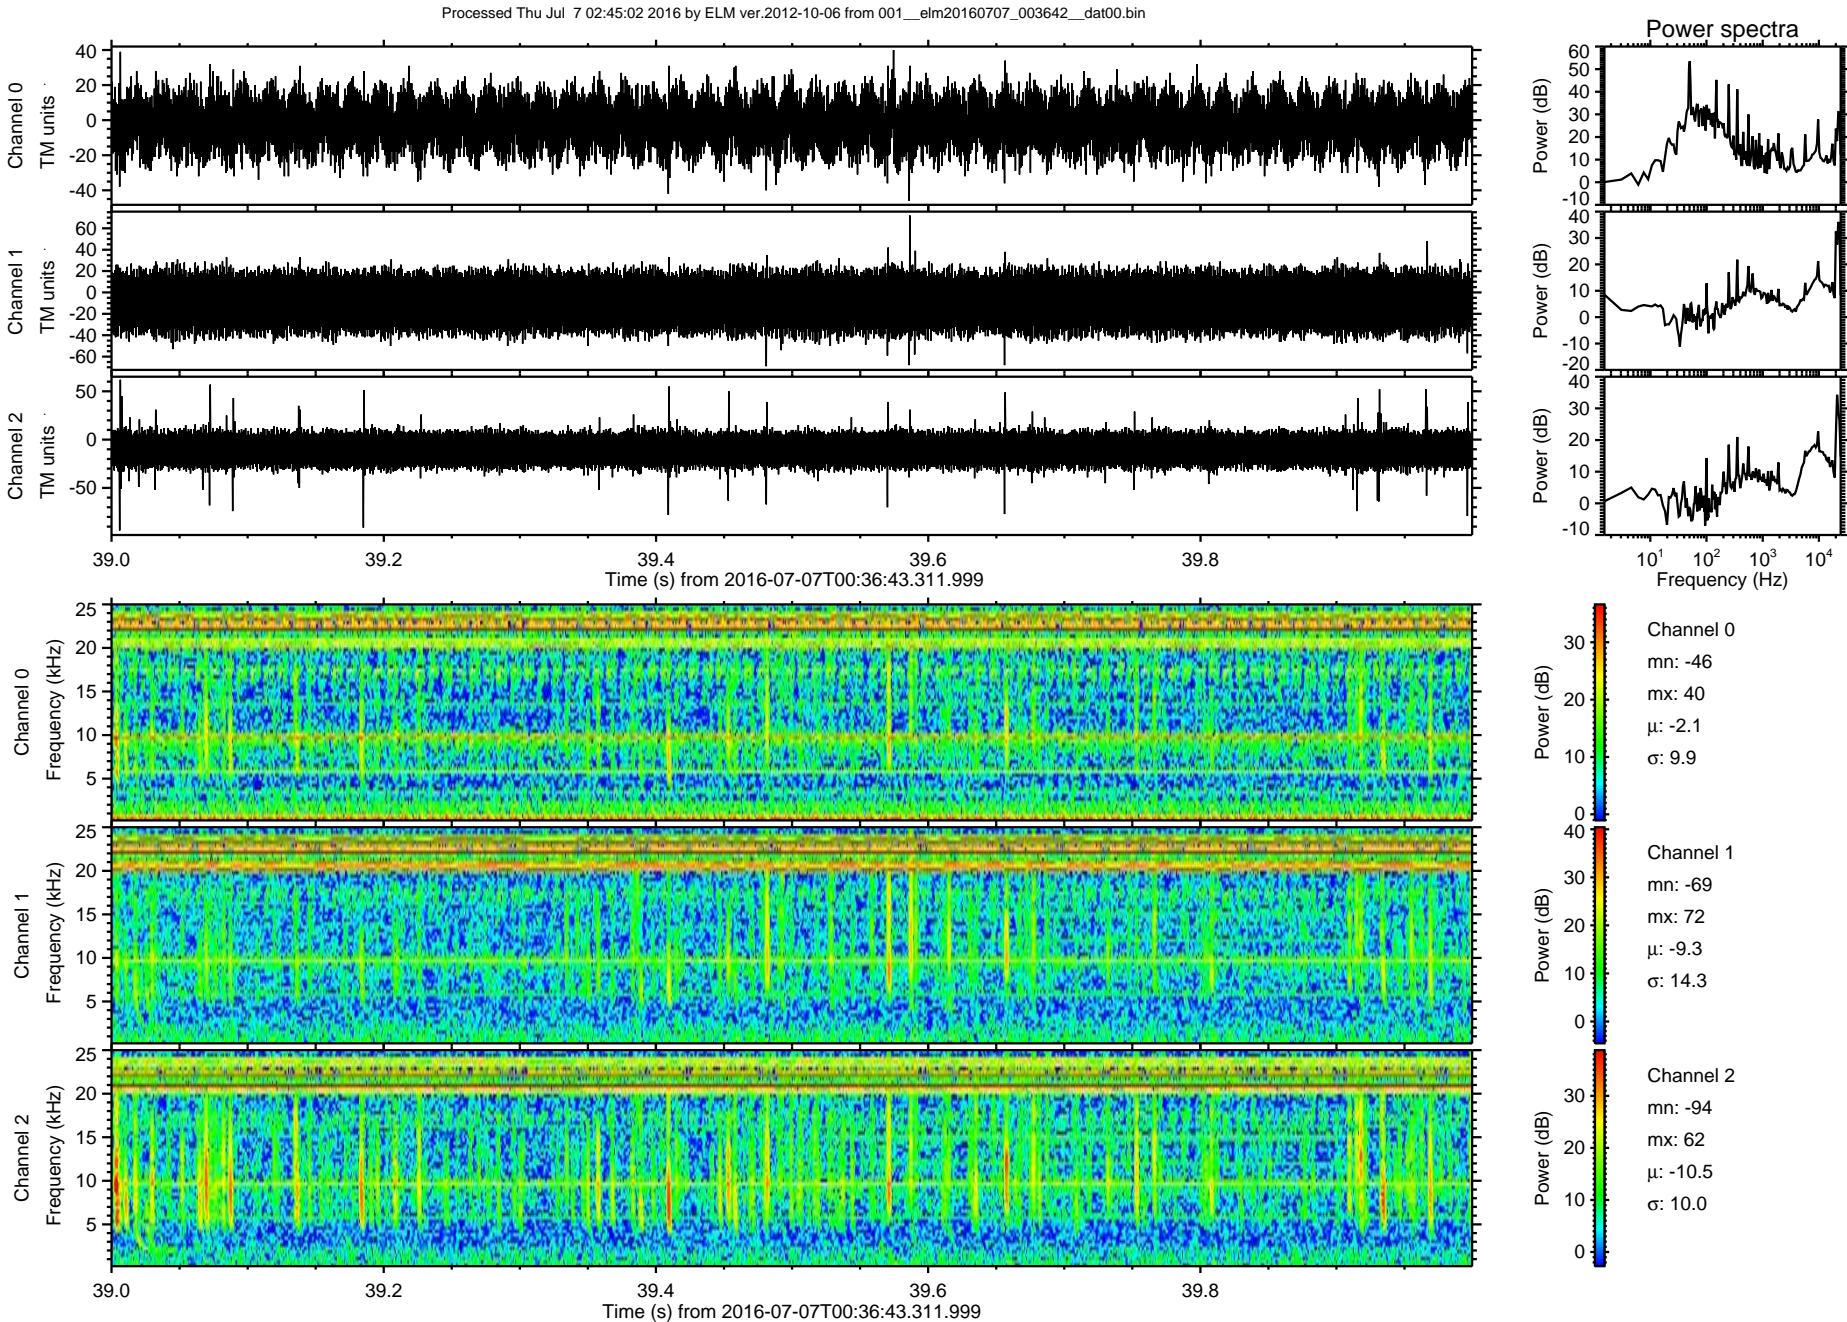 Processed Thu Jul  7 02:45:02 2016 by ELM ver.2012-10-06 from 001__elm20160707_003642__dat00.bin
Power spectra
Channel 0
TM units
40
20
0
-20
-40
Power (dB)
60
50
40
30
20
10
0
-10
Channel 1
TM units
60
40
20
0
-20
-40
-60
Power (dB)
40
30
20
10
0
-10
-20
Channel 2
TM units
50
0
-50
Power (dB)
40
30
20
10
0
-10
39.0 39.2 39.4 39.6 39.8
Time (s) from 2016-07-07T00:36:43.311.999
10^1 10^2 10^3 10^4
Frequency (Hz)
Channel 0
Frequency (kHz)
25
20
15
10
5
Power (dB)
30
20
10
0
Channel 0
mn: -46
mx: 40
μ: -2.1
σ: 9.9
Channel 1
Frequency (kHz)
25
20
15
10
5
Power (dB)
40
30
20
10
0
Channel 1
mn: -69
mx: 72
μ: -9.3
σ: 14.3
Channel 2
Frequency (kHz)
25
20
15
10
5
Power (dB)
30
20
10
0
Channel 2
mn: -94
mx: 62
μ: -10.5
σ: 10.0
39.0 39.2 39.4 39.6 39.8
Time (s) from 2016-07-07T00:36:43.311.999